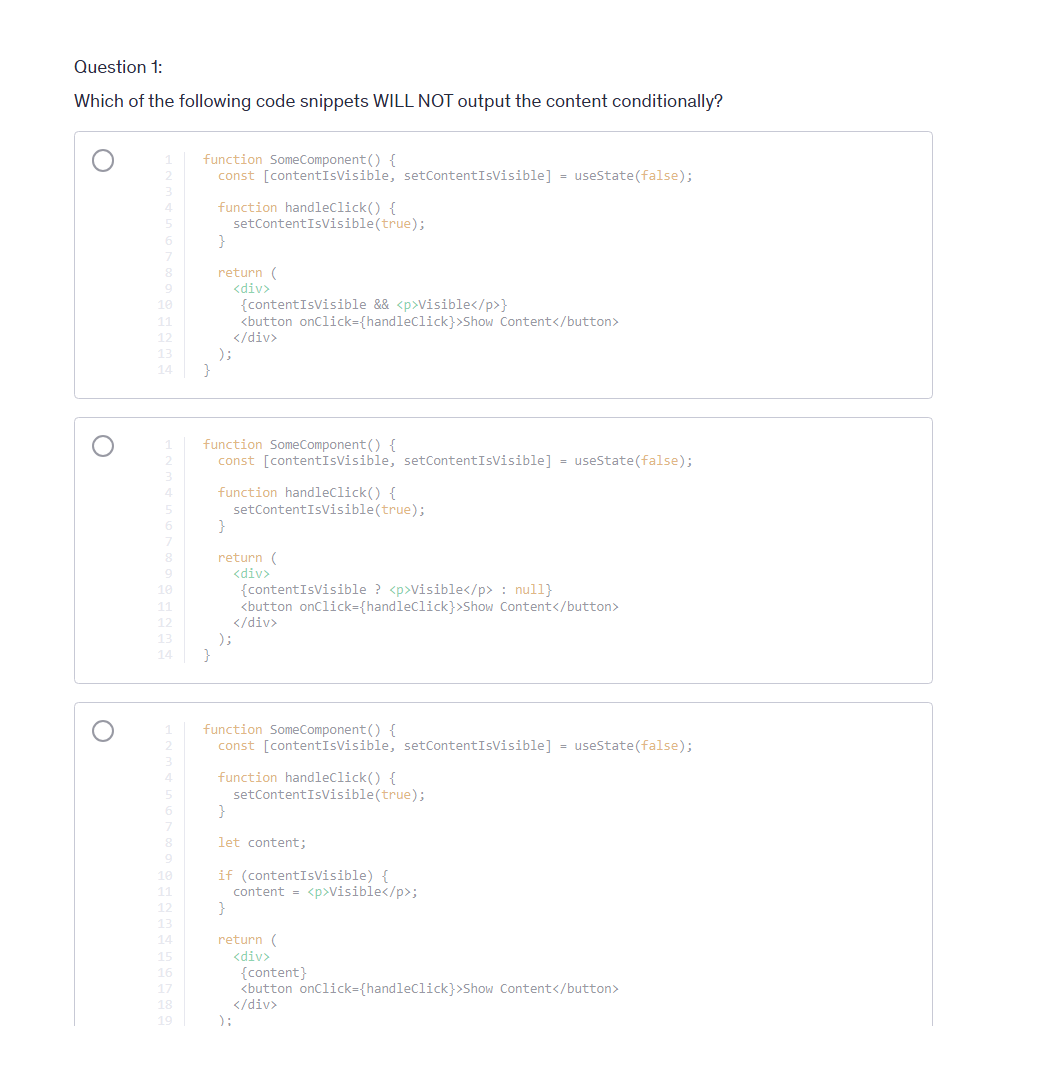 Question 1:
Which of the following code snippets WILL NOT output the content conditionally?
1 function SomeComponent() {
2   const [contentIsVisible, setContentIsVisible] = useState(false);
3
4   function handleClick() {
5     setContentIsVisible(true);
6   }
7
8   return (
9     <div>
10      {contentIsVisible && <p>Visible</p>}
11      <button onClick={handleClick}>Show Content</button>
12    </div>
13  );
14 }
1 function SomeComponent() {
2   const [contentIsVisible, setContentIsVisible] = useState(false);
3
4   function handleClick() {
5     setContentIsVisible(true);
6   }
7
8   return (
9     <div>
10      {contentIsVisible ? <p>Visible</p> : null}
11      <button onClick={handleClick}>Show Content</button>
12    </div>
13  );
14 }
1 function SomeComponent() {
2   const [contentIsVisible, setContentIsVisible] = useState(false);
3
4   function handleClick() {
5     setContentIsVisible(true);
6   }
7
8   let content;
9
10  if (contentIsVisible) {
11    content = <p>Visible</p>;
12  }
13
14  return (
15    <div>
16     {content}
17     <button onClick={handleClick}>Show Content</button>
18    </div>
19  );